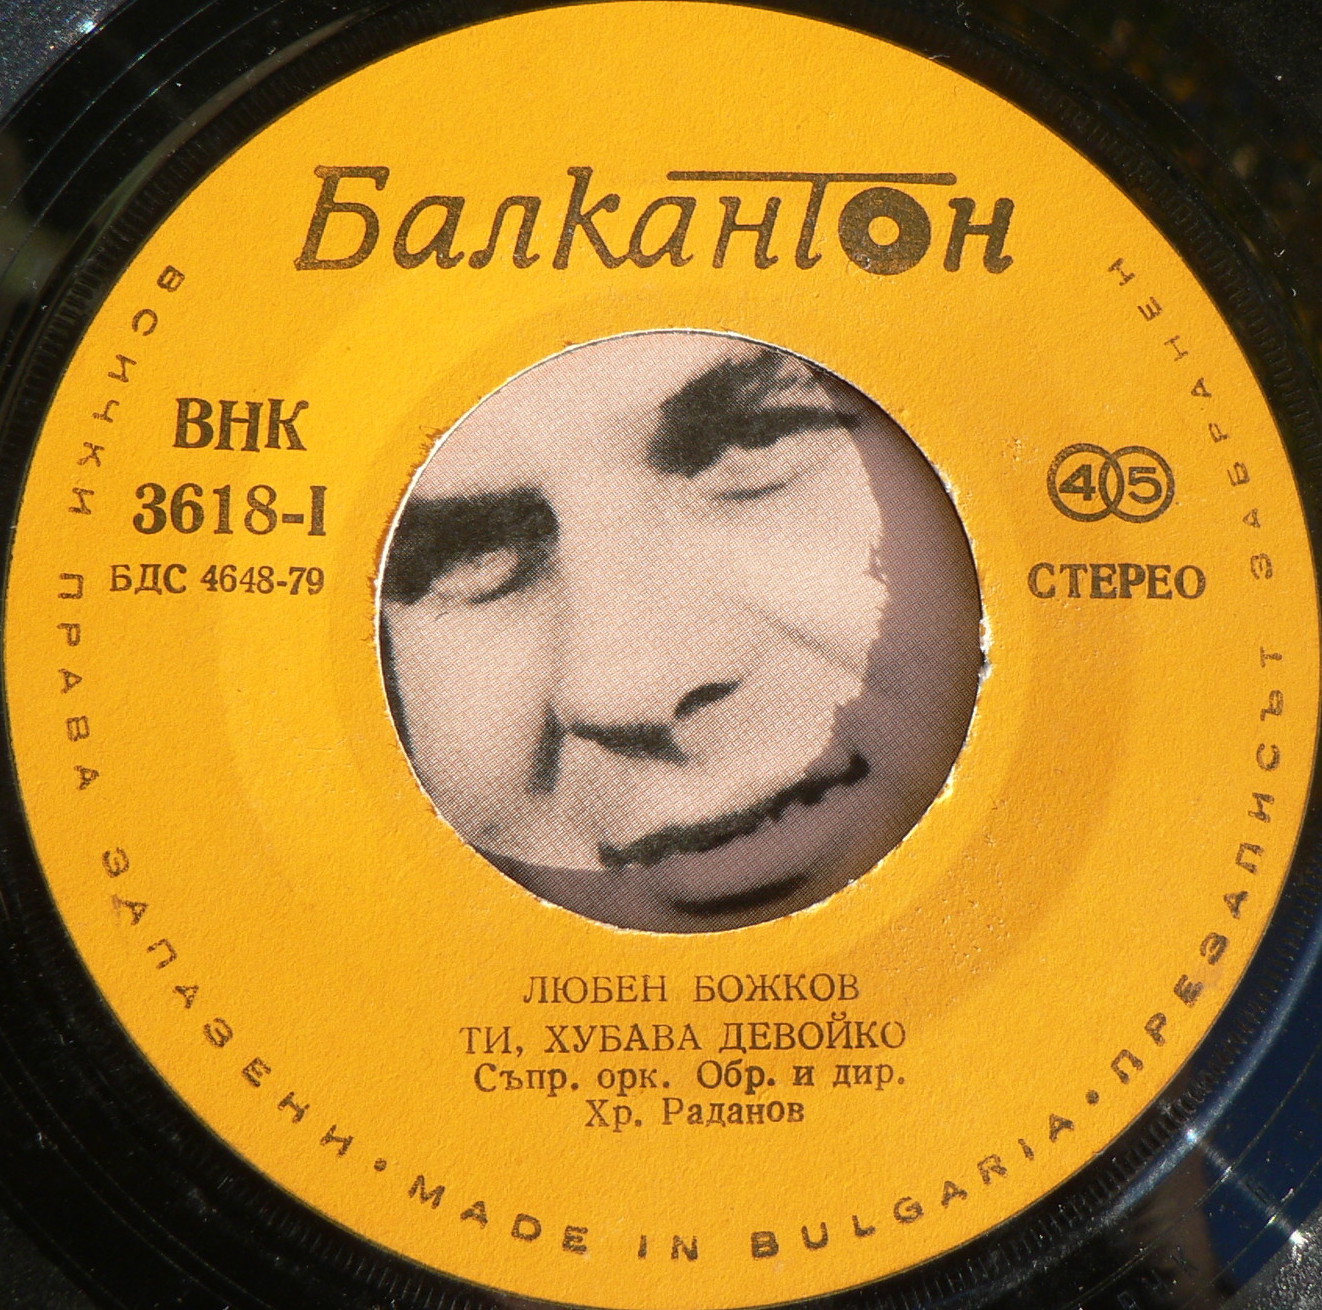 Балкантон
ВНК
3618-I
БДС 4648-79
45
СТЕРЕО
ЛЮБЕН БОЖКОВ
ТИ, ХУБАВА ДЕВОЙКО
Съпр. орк. Обр. и дир.
Хр. Раданов
ВСИЧКИ ПРАВА ЗАПАЗЕНИ • MADE IN BULGARIA • ПРЕЗАПИСЪТ ЗАБРАНЕН